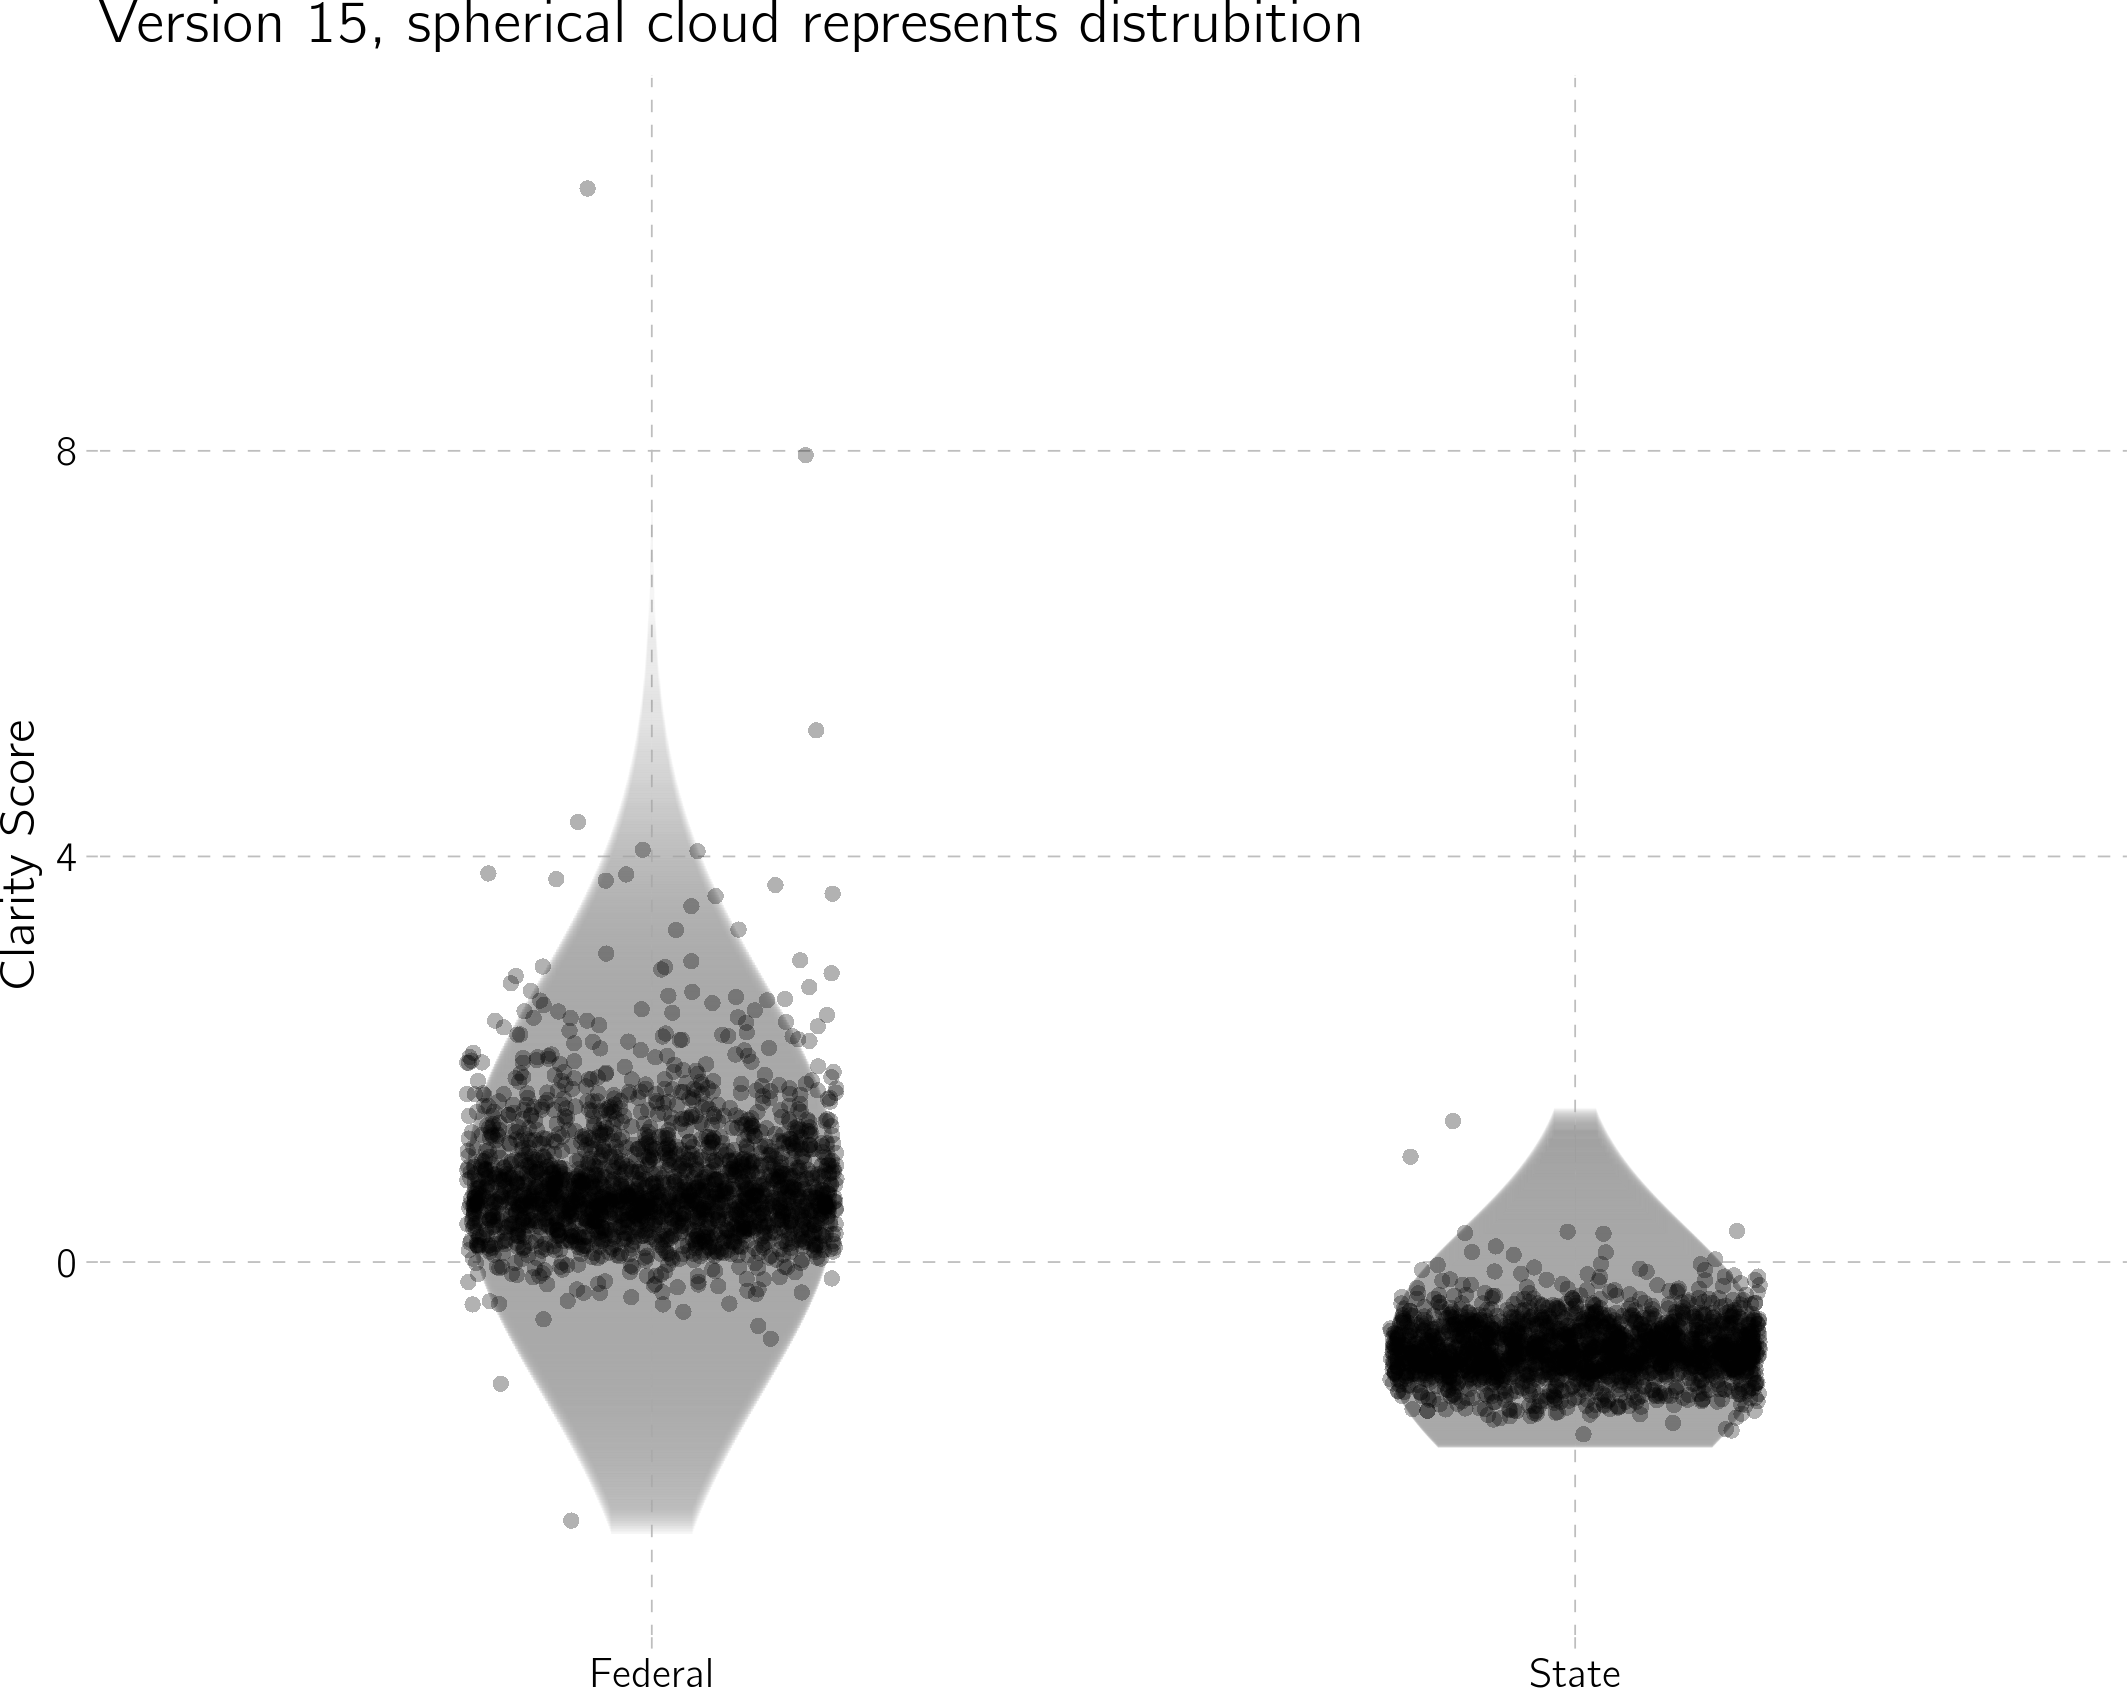 Version 15, spherical cloud represents distrubition
8
4
0
Clarity Score
Federal
State